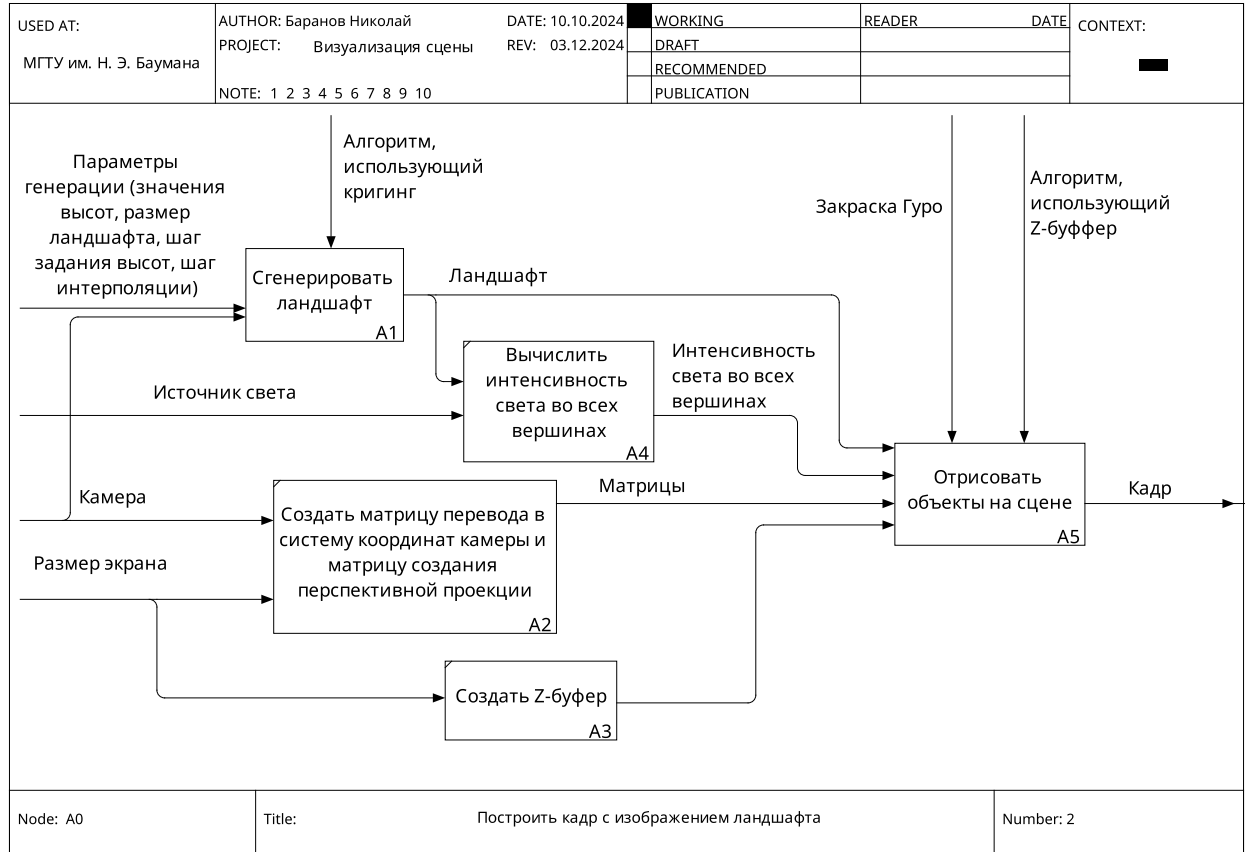 USED AT:
МГТУ им. Н. Э. Баумана
AUTHOR: Баранов Николай
DATE: 10.10.2024
PROJECT: Визуализация сцены
REV: 03.12.2024
NOTE: 1 2 3 4 5 6 7 8 9 10
WORKING
DRAFT
RECOMMENDED
PUBLICATION
READER DATE
CONTEXT:
Параметры
генерации (значения
высот, размер
ландшафта, шаг
задания высот, шаг
интерполяции)
Алгоритм,
использующий
кригинг
Закраска Гуро
Алгоритм,
использующий
Z-буффер
Сгенерировать
ландшафт
A1
Ландшафт
Источник света
Вычислить
интенсивность
света во всех
вершинах
A4
Интенсивность
света во всех
вершинах
Камера
Размер экрана
Создать матрицу перевода в
систему координат камеры и
матрицу создания
перспективной проекции
A2
Матрицы
Отрисовать
объекты на сцене
A5
Кадр
Создать Z-буфер
A3
Node: A0
Title: Построить кадр с изображением ландшафта
Number: 2